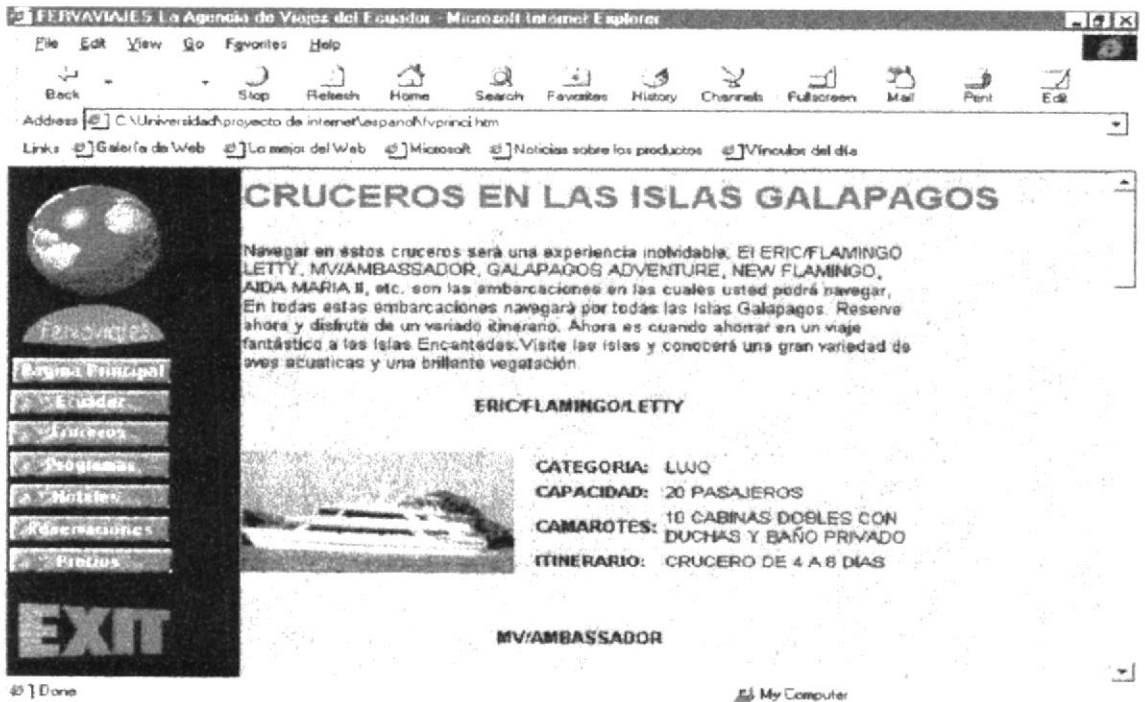 FERVAVIAJES La Agencia de Viajes del Ecuador - Microsoft Internet Explorer
File Edit View Go Favorites Help
Back Stop Refresh Home Search Favorites History Channels Fullscreen Mail Print Edit
Address C:\Universidad\proyecto de internet\espanol\fvprinci.htm
Links Galería de Web Lo mejor del Web Microsoft Noticias sobre los productos Vínculos del día
CRUCEROS EN LAS ISLAS GALAPAGOS
Navegar en estos cruceros será una experiencia inolvidable. El ERIC/FLAMINGO
LETTY, MV/AMBASSADOR, GALAPAGOS ADVENTURE, NEW FLAMINGO,
AIDA MARIA II, etc. son las embarcaciones en las cuales usted podrá navegar,
En todas estas embarcaciones navegará por todas las Islas Galapagos. Reserve
ahora y disfrute de un variado itinerario. Ahora es cuando ahorrar en un viaje
fantástico a las Islas Encantadas.Visite las islas y conocerá una gran variedad de
aves acuaticas y una brillante vegetación.
Fervaviajes
Pagina Principal
Ecuador
Cruceros
Programas
Hoteles
Reservaciones
Precios
EXIT
ERIC/FLAMINGO/LETTY
CATEGORIA: LUJO
CAPACIDAD: 20 PASAJEROS
CAMAROTES: 10 CABINAS DOBLES CON
DUCHAS Y BAÑO PRIVADO
ITINERARIO: CRUCERO DE 4 A 8 DÍAS
MV/AMBASSADOR
Done My Computer